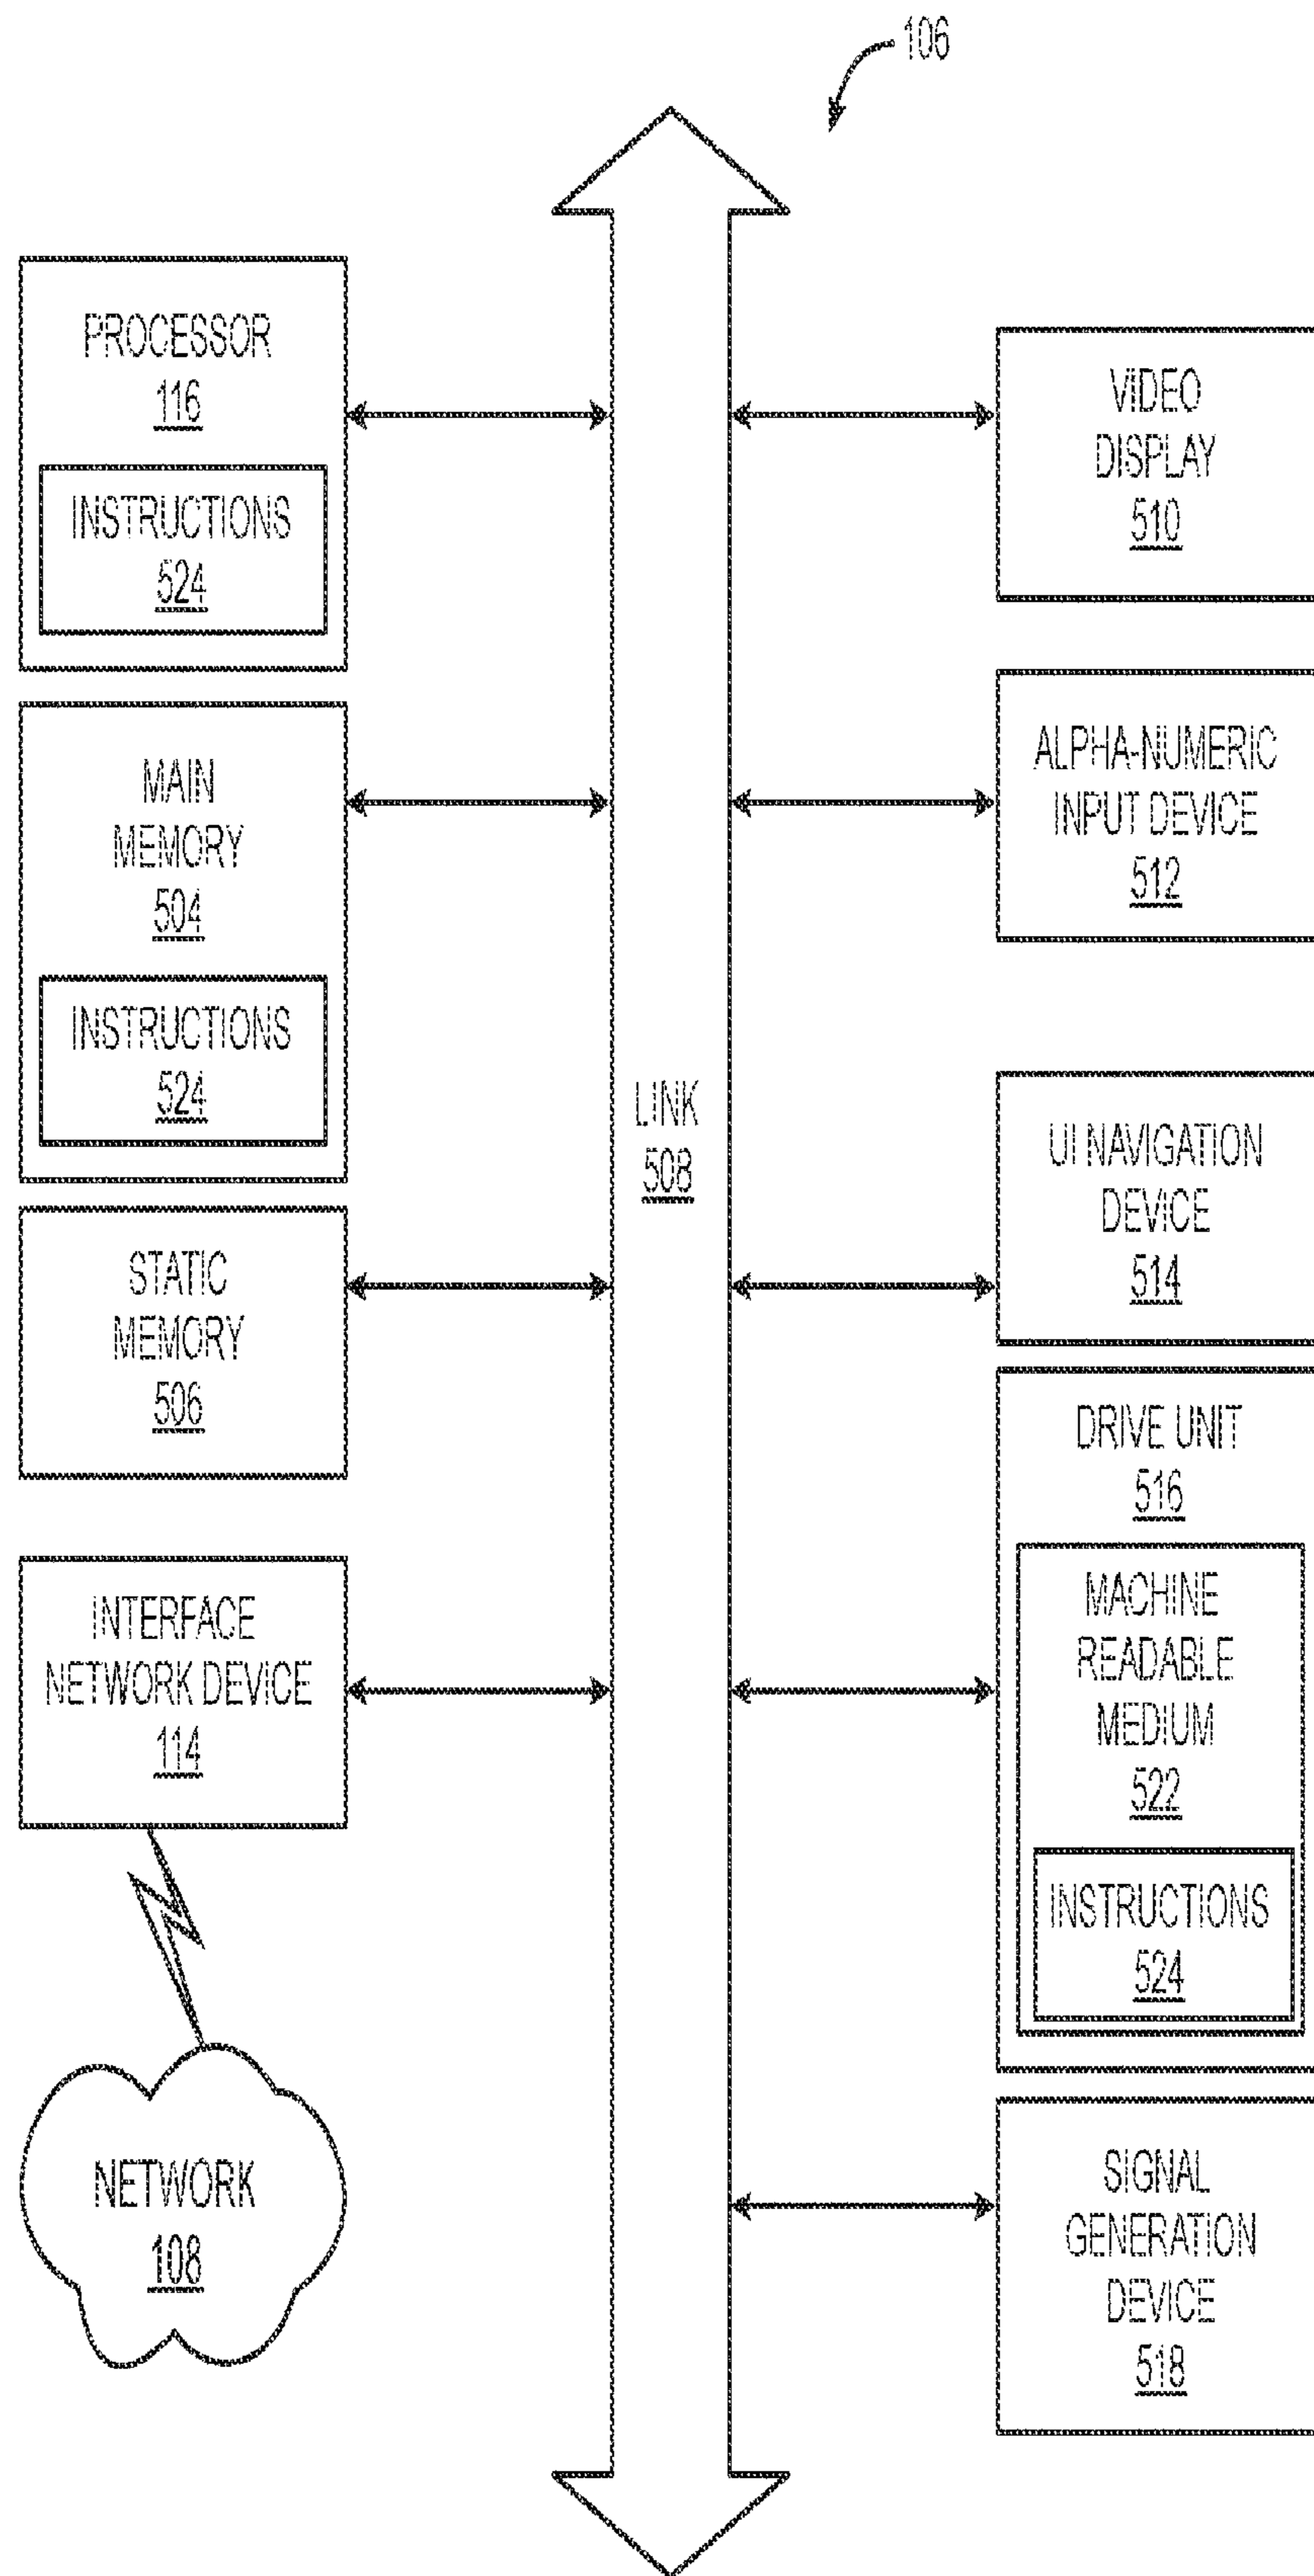 106
PROCESSOR
116
INSTRUCTIONS
524
MAIN
MEMORY
504
INSTRUCTIONS
524
STATIC
MEMORY
506
INTERFACE
NETWORK DEVICE
114
NETWORK
108
LINK
508
VIDEO
DISPLAY
510
ALPHA-NUMERIC
INPUT DEVICE
512
UI NAVIGATION
DEVICE
514
DRIVE UNIT
516
MACHINE
READABLE
MEDIUM
522
INSTRUCTIONS
524
SIGNAL
GENERATION
DEVICE
518